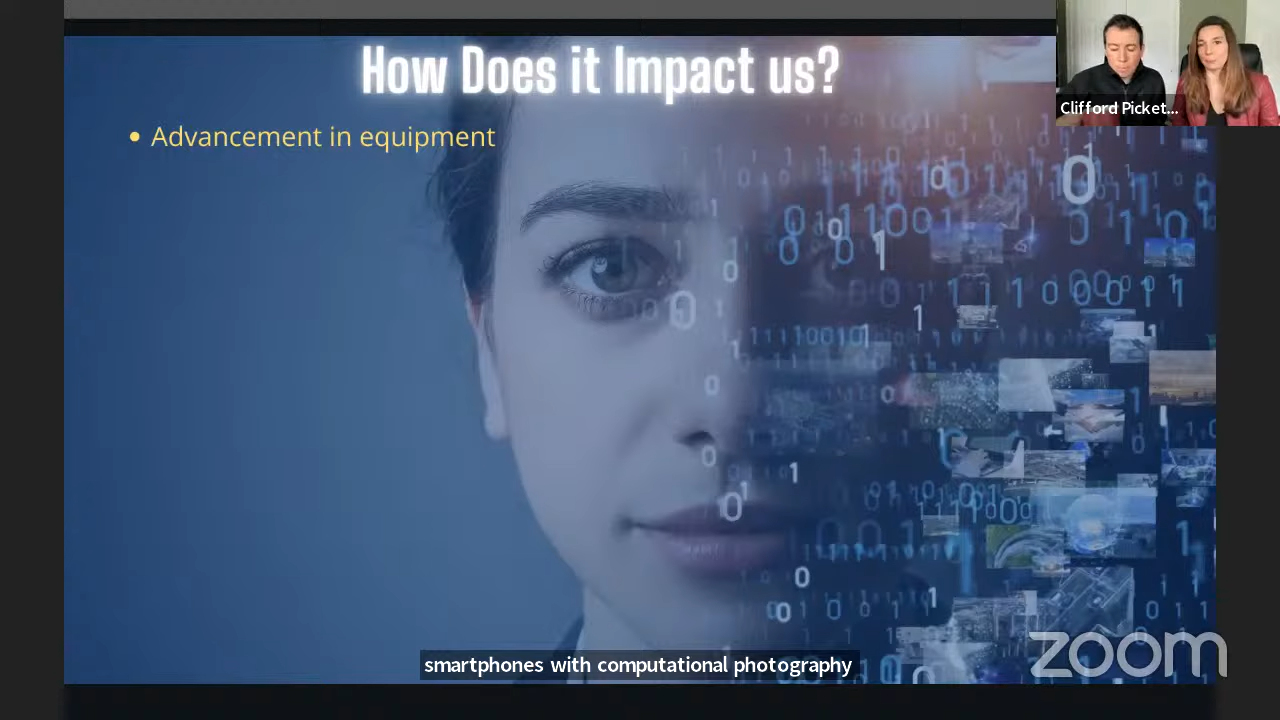 How Does it Impact us?
Clifford Picket...
• Advancement in equipment
smartphones with computational photography
zoom